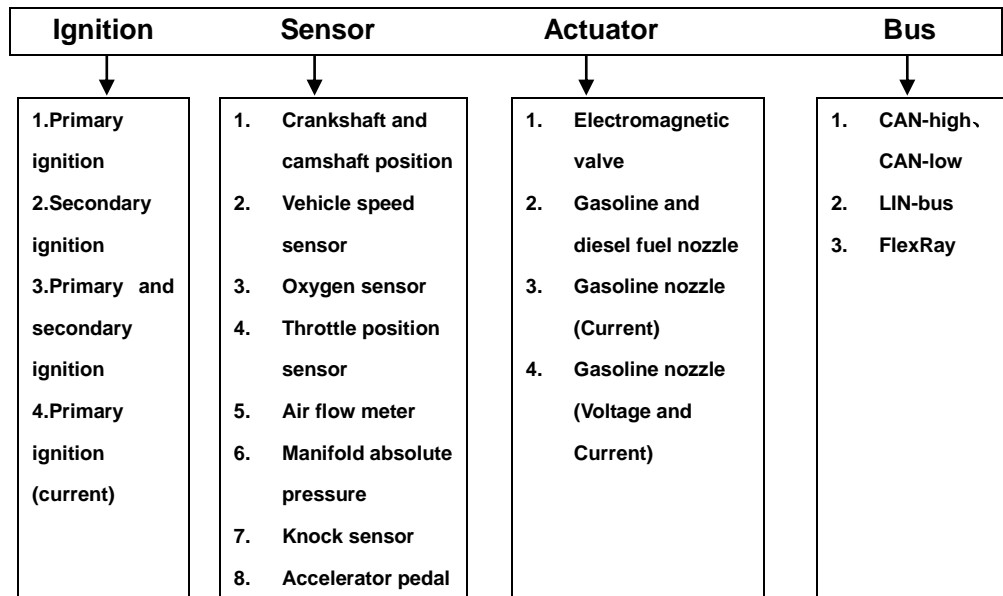 Ignition Sensor Actuator Bus
1.Primary
ignition
2.Secondary
ignition
3.Primary and
secondary
ignition
4.Primary
ignition
(current)
1. Crankshaft and
camshaft position
2. Vehicle speed
sensor
3. Oxygen sensor
4. Throttle position
sensor
5. Air flow meter
6. Manifold absolute
pressure
7. Knock sensor
8. Accelerator pedal
1. Electromagnetic
valve
2. Gasoline and
diesel fuel nozzle
3. Gasoline nozzle
(Current)
4. Gasoline nozzle
(Voltage and
Current)
1. CAN-high、
CAN-low
2. LIN-bus
3. FlexRay